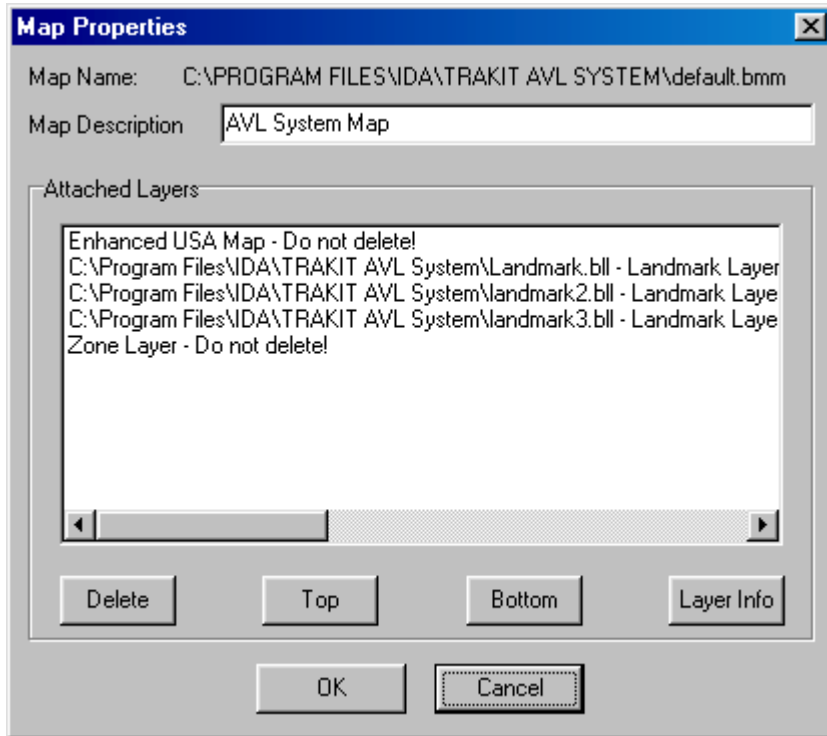 Map Properties
Map Name: C:\PROGRAM FILES\IDA\TRAKIT AVL SYSTEM\default.bmm
Map Description AVL System Map
Attached Layers
Enhanced USA Map - Do not delete!
C:\Program Files\IDA\TRAKIT AVL System\Landmark.bll - Landmark Layer
C:\Program Files\IDA\TRAKIT AVL System\landmark2.bll - Landmark Laye
C:\Program Files\IDA\TRAKIT AVL System\landmark3.bll - Landmark Laye
Zone Layer - Do not delete!
Delete Top Bottom Layer Info
OK Cancel